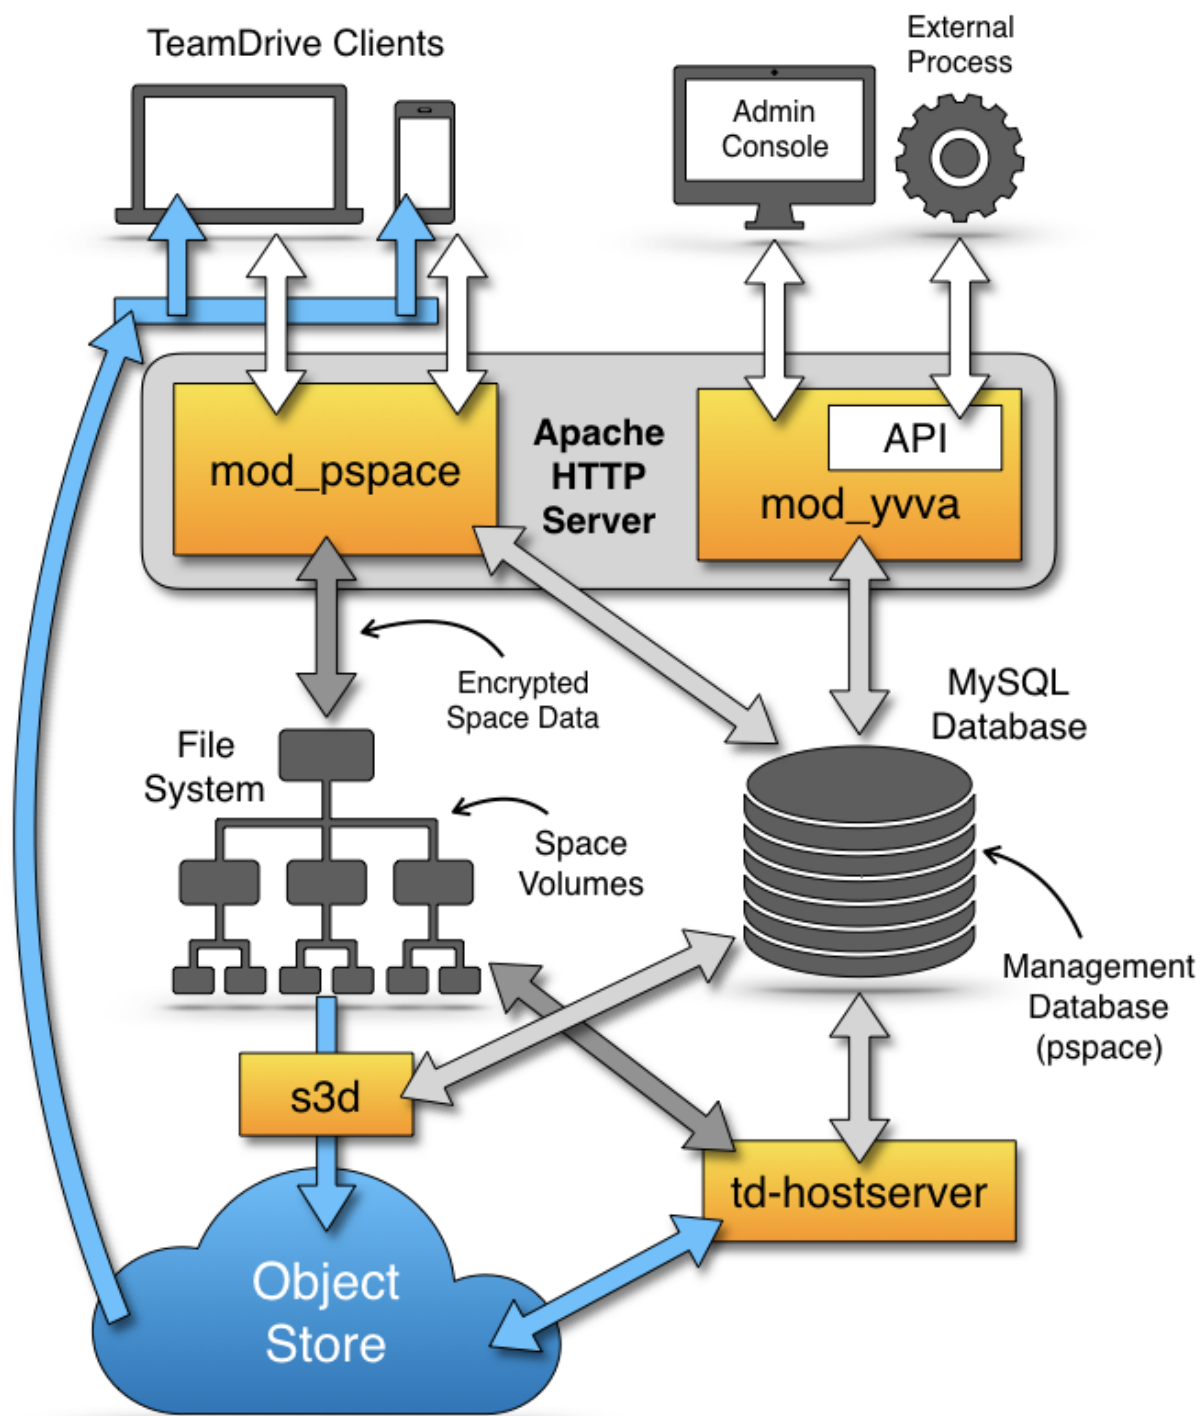 TeamDrive Clients
External
Process
Admin
Console
mod_pspace
Apache
HTTP
Server
API
mod_yvva
Encrypted
Space Data
MySQL
Database
File
System
Space
Volumes
Management
Database
(pspace)
s3d
td-hostserver
Object
Store